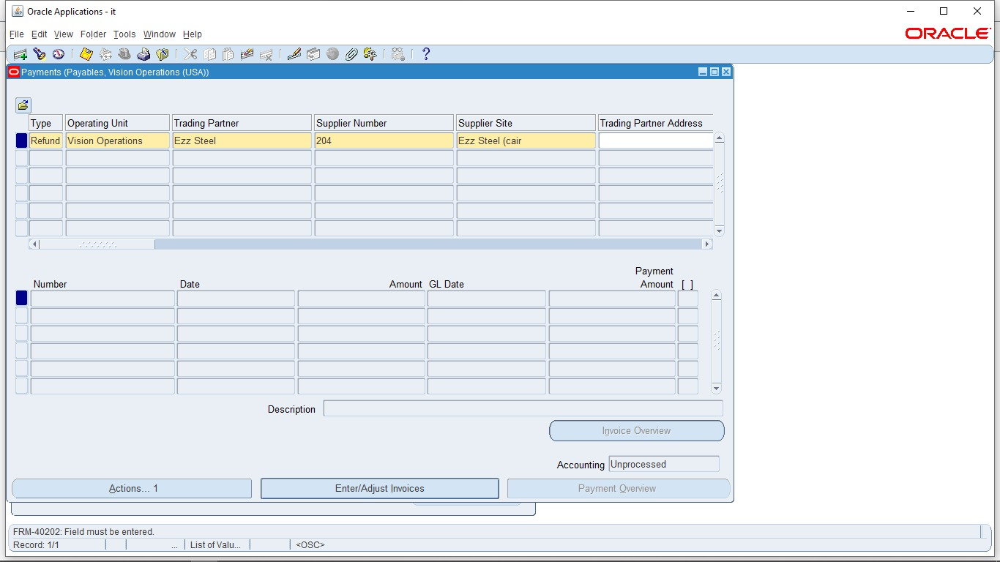 Oracle Applications - it
File Edit View Folder Tools Window Help
ORACLE
?
Payments (Payables, Vision Operations (USA))
Type Operating Unit Trading Partner Supplier Number Supplier Site Trading Partner Address
Refund Vision Operations Ezz Steel 204 Ezz Steel (cair
Payment
Number Date Amount GL Date Amount [ ]
Description
Invoice Overview
Accounting Unprocessed
Actions... 1 Enter/Adjust Invoices Payment Overview
FRM-40202: Field must be entered.
Record: 1/1 ... List of Valu... <OSC>